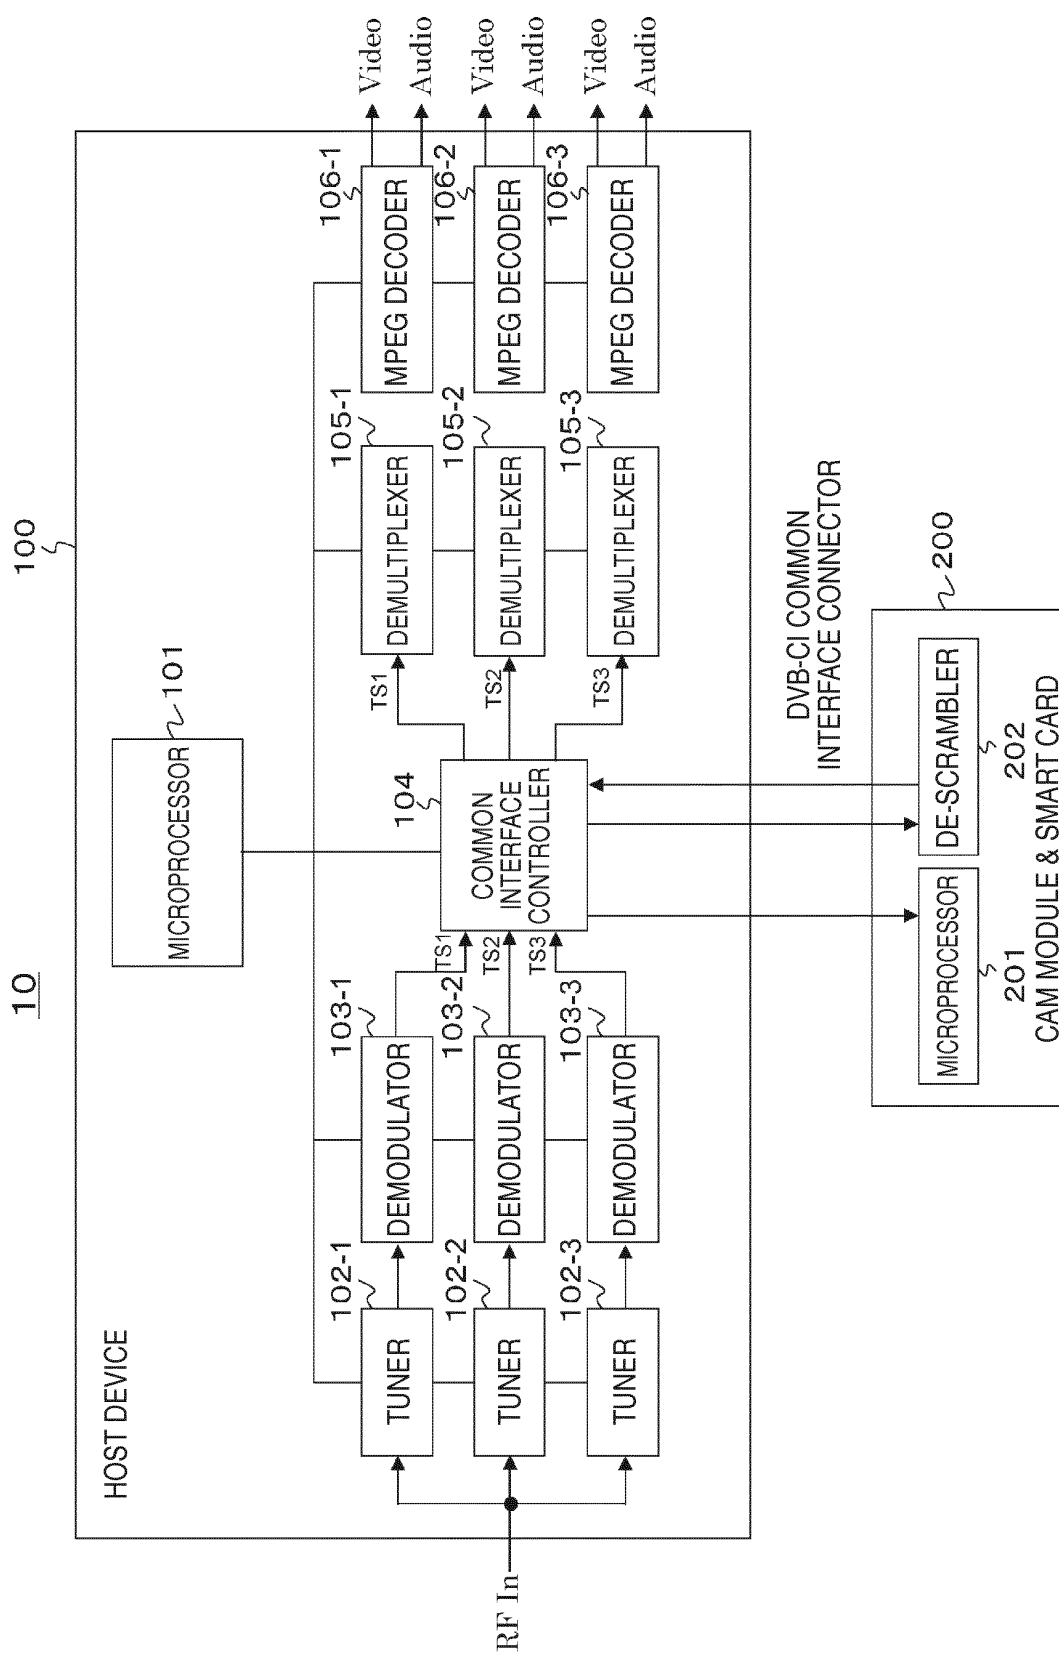 10
100
HOST DEVICE
MICROPROCESSOR
101
RF In
TUNER
102-1
TUNER
102-2
TUNER
102-3
DEMODULATOR
103-1
DEMODULATOR
103-2
DEMODULATOR
103-3
TS1
TS2
TS3
104
COMMON
INTERFACE
CONTROLLER
TS1
TS2
TS3
DEMULTIPLEXER
105-1
DEMULTIPLEXER
105-2
DEMULTIPLEXER
105-3
MPEG DECODER
106-1
MPEG DECODER
106-2
MPEG DECODER
106-3
Video
Audio
Video
Audio
Video
Audio
DVB-CI COMMON
INTERFACE CONNECTOR
200
MICROPROCESSOR
201
DE-SCRAMBLER
202
CAM MODULE & SMART CARD